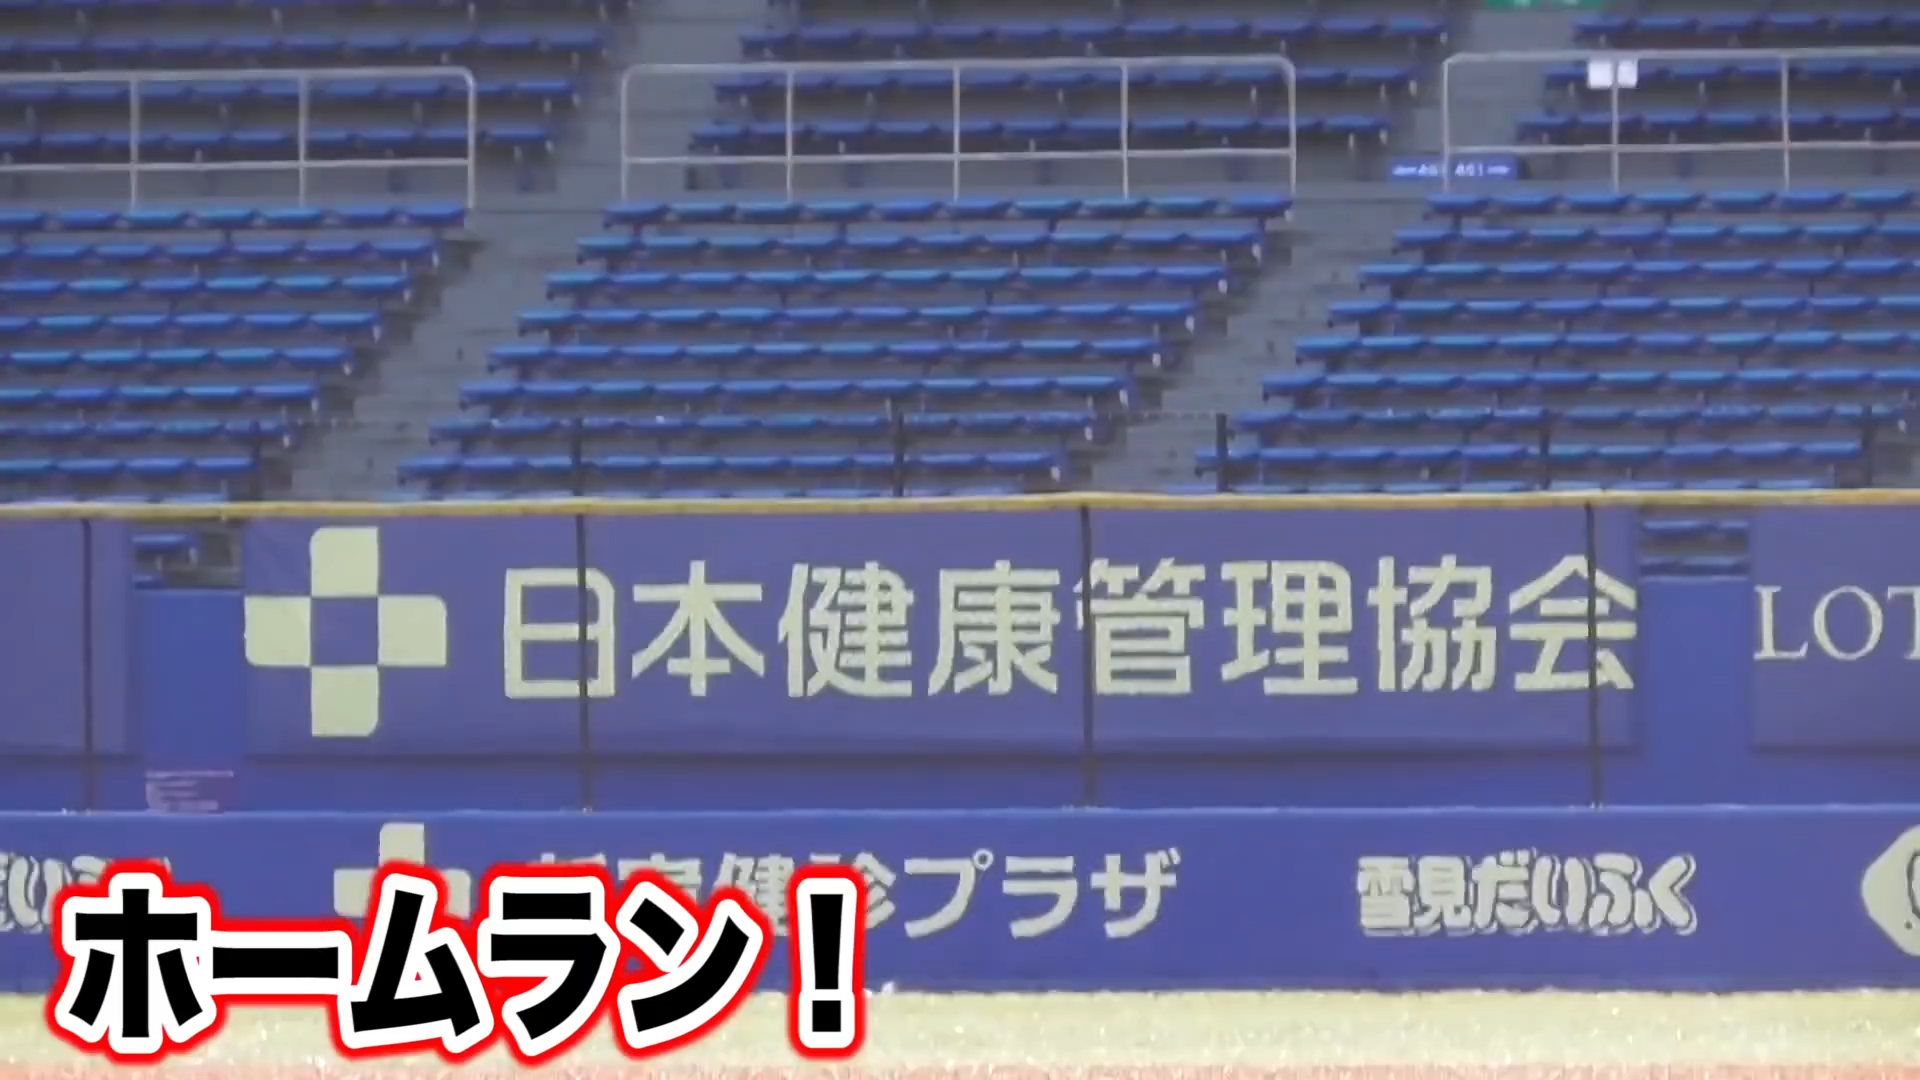 日本健康管理協会
LOT
健診プラザ
雪見だいふく
ホームラン！